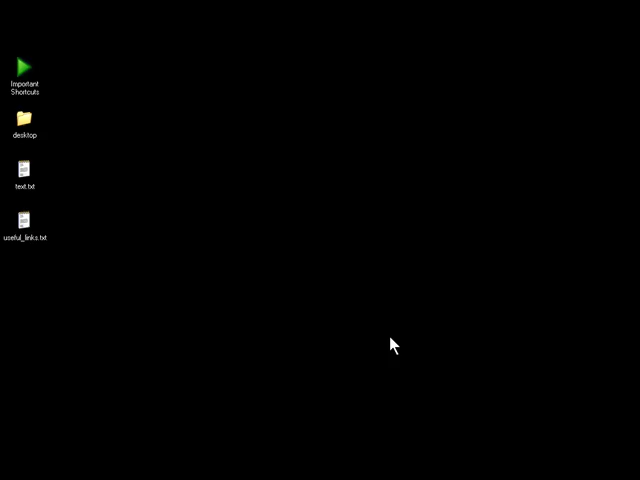 Important
Shortcuts
desktop
text.txt
useful_links.txt